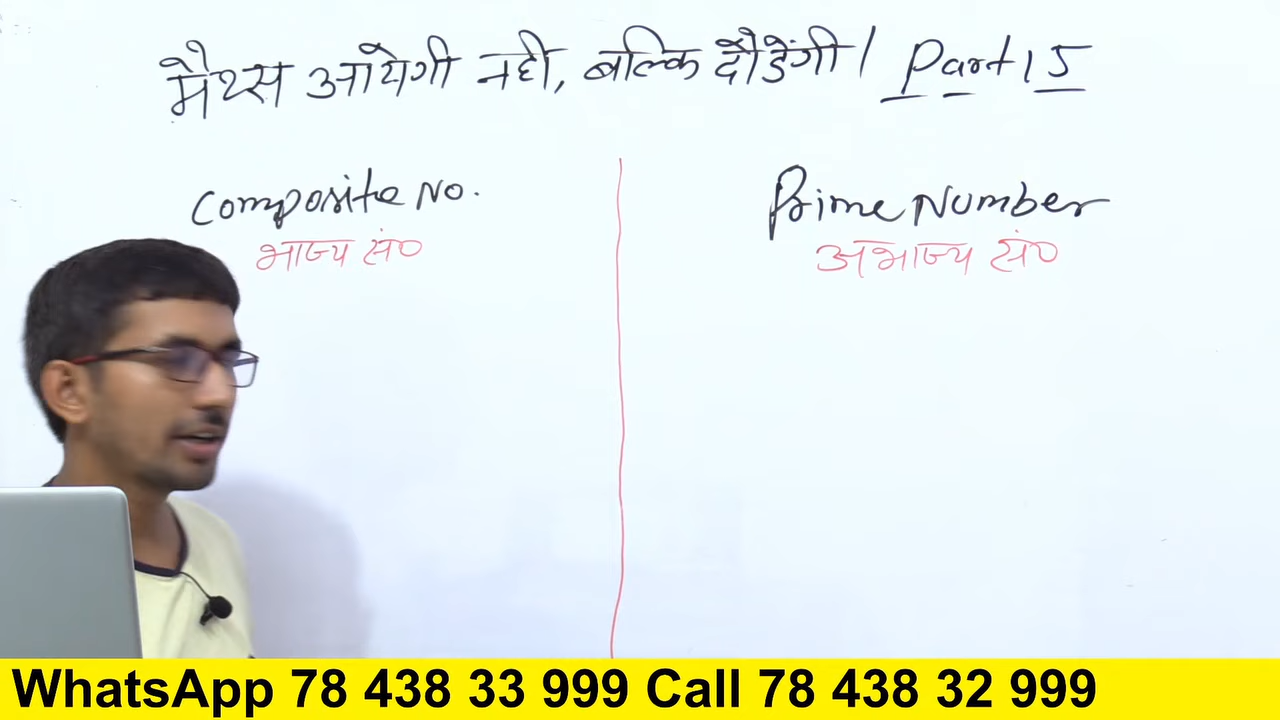 मैथ्स आयेगी नही, बल्कि दौडेंगी। Part 15
Composite No.
भाज्य सं०
Prime Number
अभाज्य सं०
WhatsApp 78 438 33 999 Call 78 438 32 999